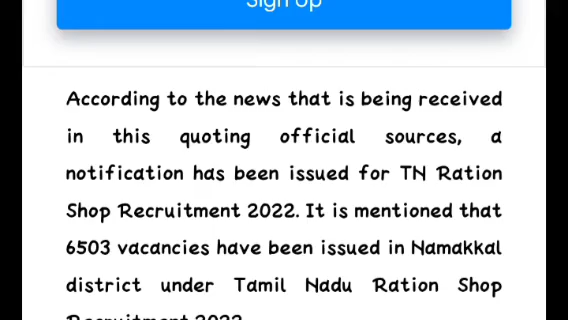 Sign Up
According to the news that is being received
in this quoting official sources, a
notification has been issued for TN Ration
Shop Recruitment 2022. It is mentioned that
6503 vacancies have been issued in Namakkal
district under Tamil Nadu Ration Shop
Recruitment 2022